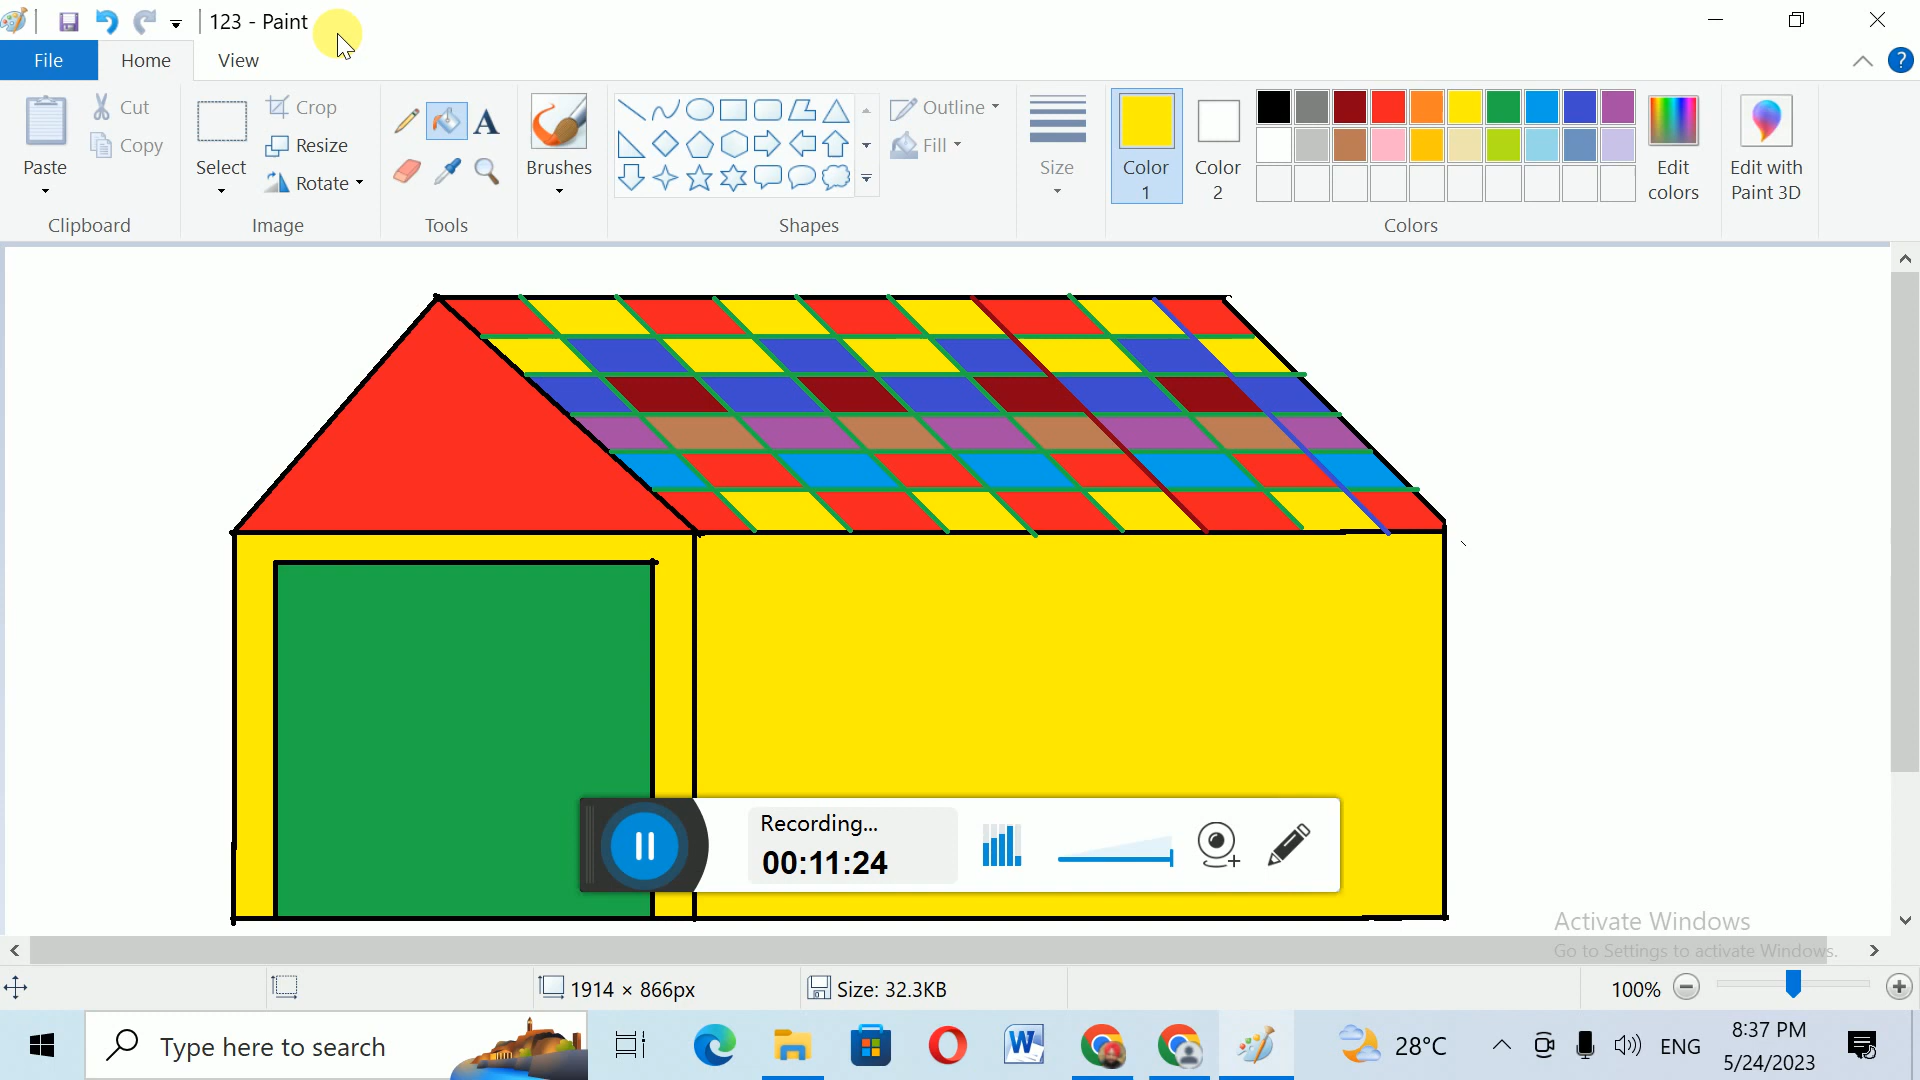 123 - Paint
File Home View
Paste
Cut
Copy
Clipboard
Select
Crop
Resize
Rotate
Image
Tools
Brushes
Shapes
Outline
Fill
Size
Color 1
Color 2
Colors
Edit colors
Edit with Paint 3D
Recording...
00:11:24
Activate Windows
Go to Settings to activate Windows.
1914 × 866px
Size: 32.3KB
100%
Type here to search
28°C
ENG
8:37 PM
5/24/2023